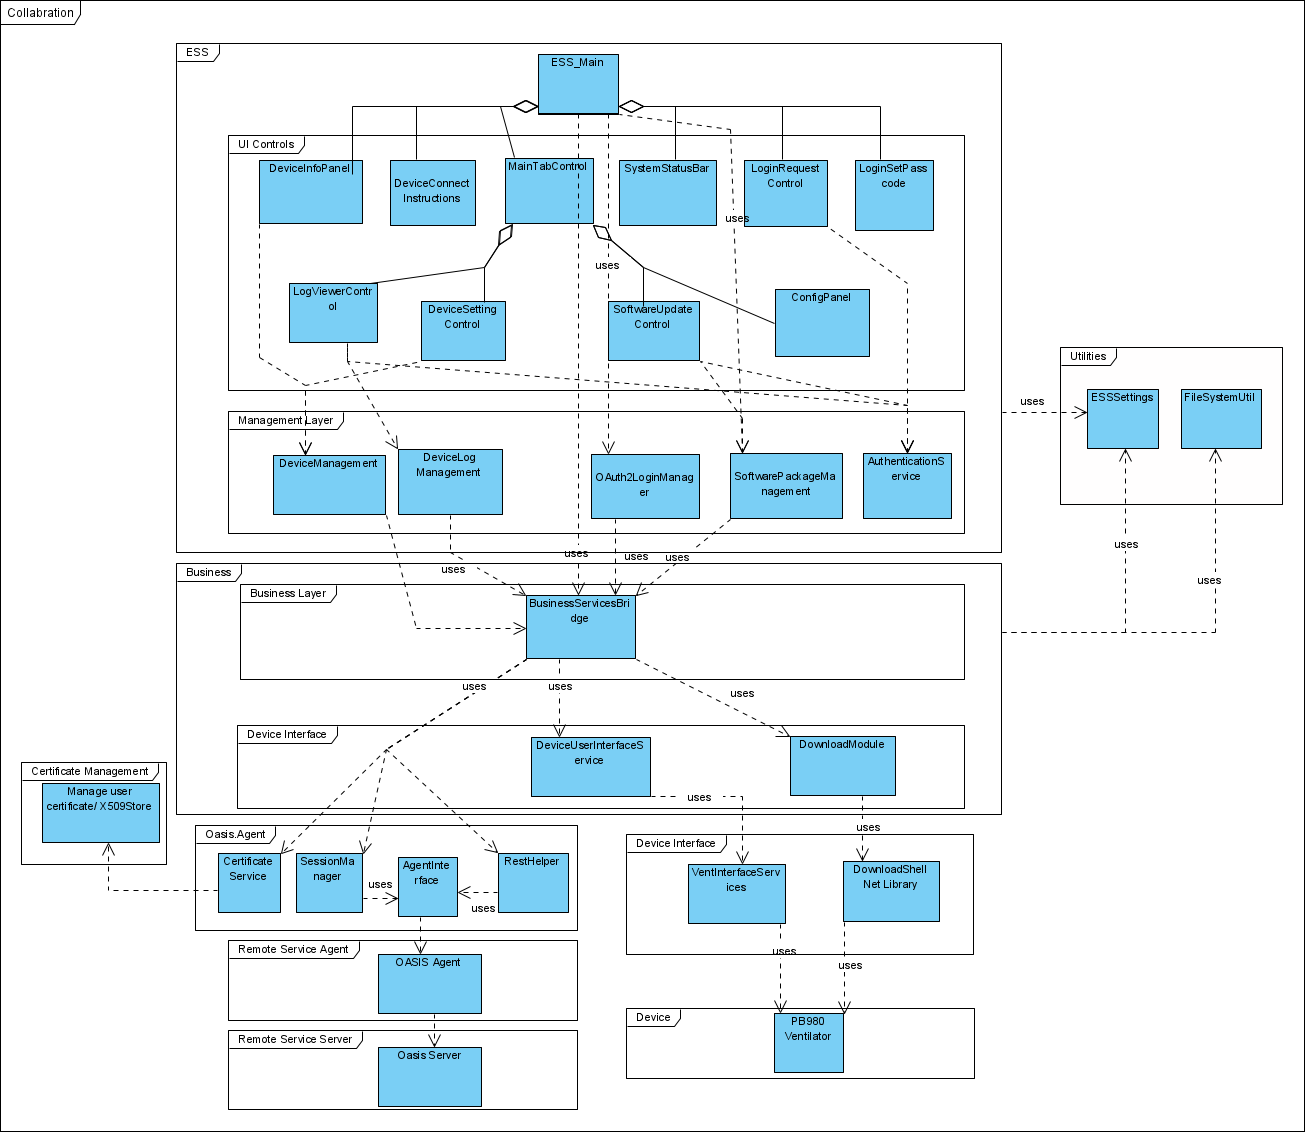 Collabration
ESS
ESS_Main
UI Controls
DeviceInfoPanel
DeviceConnect
Instructions
MainTabControl
SystemStatusBar
LoginRequest
Control
LoginSetPass
code
uses
uses
LogViewerContr
ol
DeviceSetting
Control
SoftwareUpdate
Control
ConfigPanel
Utilities
ESSSettings
FileSystemUtil
uses
Management Layer
DeviceManagement
DeviceLog
Management
OAuth2LoginManag
er
SoftwarePackageMa
nagement
AuthenticationS
ervice
uses
uses
uses
uses
uses
uses
Business
Business Layer
BusinessServicesBri
dge
uses
uses
uses
Device Interface
DeviceUserInterfaceS
ervice
DownloadModule
Certificate Management
Manage user
certificate/ X509Store
uses
uses
Oasis.Agent
Certificate
Service
SessionMa
nager
AgentInte
rface
RestHelper
uses
uses
Device Interface
VentInterfaceServ
ices
DownloadShell
Net Library
uses
uses
Remote Service Agent
OASIS Agent
Device
PB980
Ventilator
Remote Service Server
Oasis Server